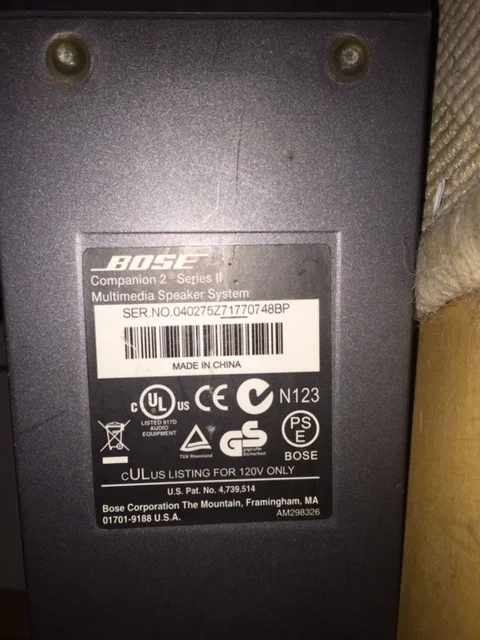 BOSE
Companion 2® Series II
Multimedia Speaker System
SER.NO.040275Z71770748BP
MADE IN CHINA
C UL US CE N123
LISTED 917D
AUDIO
EQUIPMENT
TÜV Rheinland
GS
geprüfte
Sicherheit
PS
E
BOSE
CULUS LISTING FOR 120V ONLY
U.S. Pat. No. 4,739,514
Bose Corporation The Mountain, Framingham, MA
01701-9188 U.S.A.
AM298326